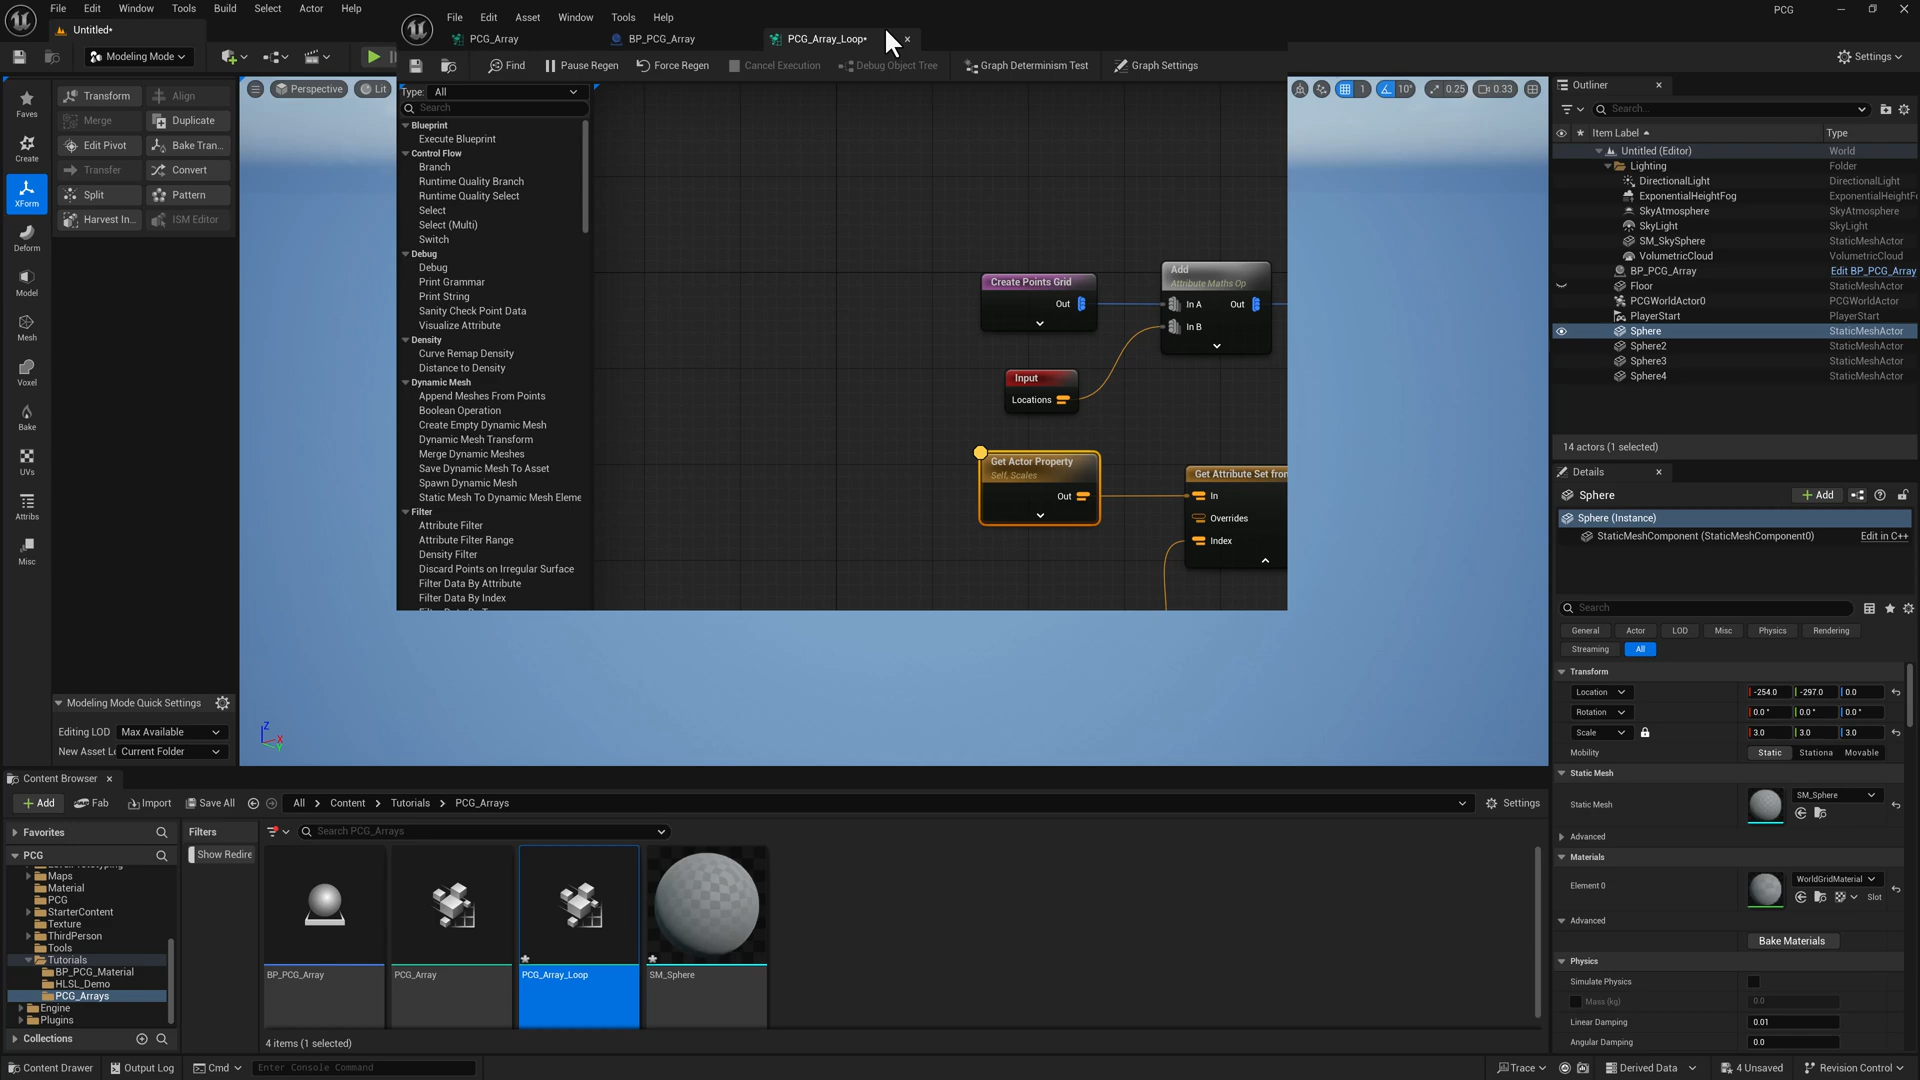 File Edit Window Tools Build Select Actor Help
File Edit Asset Window Tools Help
PCG
Untitled*
PCG_Array
BP_PCG_Array
PCG_Array_Loop*
Modeling Mode
Find
Pause Regen
Force Regen
Cancel Execution
Debug Object Tree
Graph Determinism Test
Graph Settings
Settings
Faves
Create
XForm
Deform
Model
Mesh
Voxel
Bake
UVs
Attribs
Misc
Transform
Align
Merge
Duplicate
Edit Pivot
Bake Tran...
Transfer
Convert
Split
Pattern
Harvest In...
ISM Editor
Modeling Mode Quick Settings
Editing LOD
Max Available
New Asset Lo
Current Folder
Perspective
Lit
1
10°
0.25
0.33
Z
X
Y
Type:
All
Search
Blueprint
Execute Blueprint
Control Flow
Branch
Runtime Quality Branch
Runtime Quality Select
Select
Select (Multi)
Switch
Debug
Debug
Print Grammar
Print String
Sanity Check Point Data
Visualize Attribute
Density
Curve Remap Density
Distance to Density
Dynamic Mesh
Append Meshes From Points
Boolean Operation
Create Empty Dynamic Mesh
Dynamic Mesh Transform
Merge Dynamic Meshes
Save Dynamic Mesh To Asset
Spawn Dynamic Mesh
Static Mesh To Dynamic Mesh Eleme
Filter
Attribute Filter
Attribute Filter Range
Density Filter
Discard Points on Irregular Surface
Filter Data By Attribute
Filter Data By Index
Create Points Grid
Out
Add
Attribute Maths Op
In A
Out
In B
Input
Locations
Get Actor Property
Self, Scales
Out
Get Attribute Set from
In
Overrides
Index
Outliner
Search...
Item Label
Type
Untitled (Editor) World
Lighting Folder
DirectionalLight DirectionalLight
ExponentialHeightFog ExponentialHeightFo
SkyAtmosphere SkyAtmosphere
SkyLight SkyLight
SM_SkySphere StaticMeshActor
VolumetricCloud VolumetricCloud
BP_PCG_Array Edit BP_PCG_Array
Floor StaticMeshActor
PCGWorldActor0 PCGWorldActor
PlayerStart PlayerStart
Sphere StaticMeshActor
Sphere2 StaticMeshActor
Sphere3 StaticMeshActor
Sphere4 StaticMeshActor
14 actors (1 selected)
Details
Sphere
Add
Sphere (Instance)
StaticMeshComponent (StaticMeshComponent0)
Edit in C++
Search
General
Actor
LOD
Misc
Physics
Rendering
Streaming
All
Transform
Location -254.0 -297.0 0.0
Rotation 0.0° 0.0° 0.0°
Scale 3.0 3.0 3.0
Mobility Static Stationa Movable
Static Mesh
Static Mesh
SM_Sphere
Advanced
Materials
Element 0
WorldGridMaterial
Slot
Advanced
Bake Materials
Physics
Simulate Physics
Mass (kg) 0.0
Linear Damping 0.01
Angular Damping 0.0
Content Browser
Add
Fab
Import
Save All
All
Content
Tutorials
PCG_Arrays
Settings
Favorites
PCG
Maps
Material
PCG
StarterContent
Texture
ThirdPerson
Tools
Tutorials
BP_PCG_Material
HLSL_Demo
PCG_Arrays
Engine
Plugins
Collections
Filters
Show Redire
Search PCG_Arrays
BP_PCG_Array
PCG_Array
PCG_Array_Loop
SM_Sphere
4 items (1 selected)
Content Drawer
Output Log
Cmd
Enter Console Command
Trace
Derived Data
4 Unsaved
Revision Control